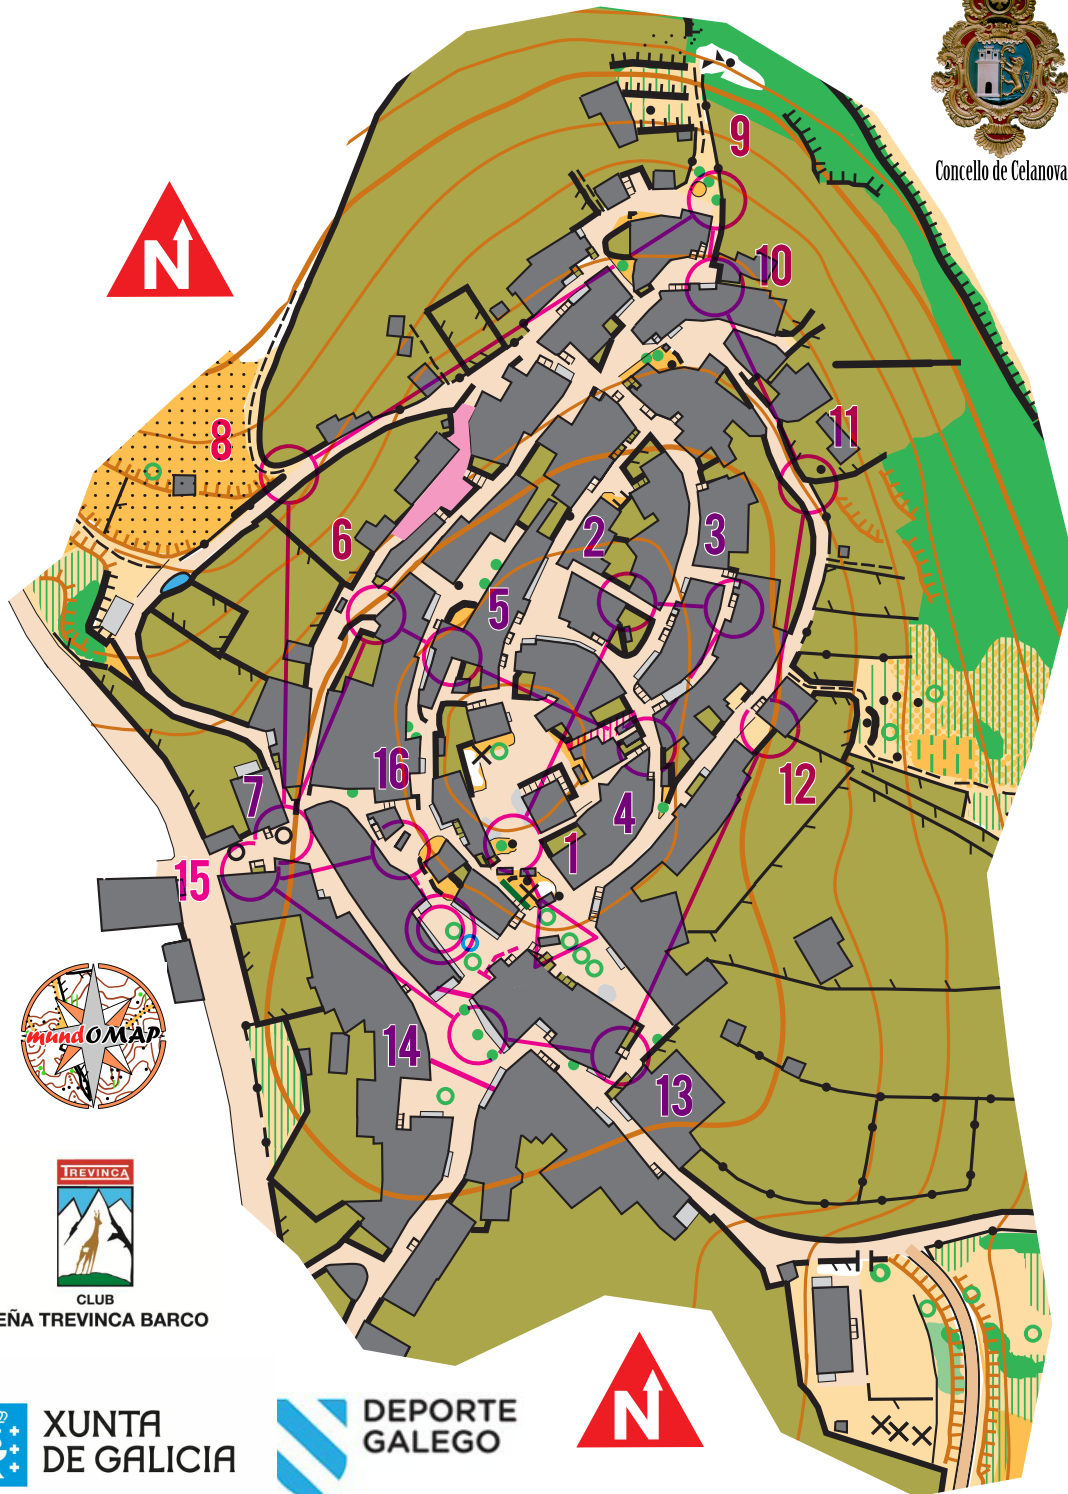 Concello de Celanova
N
9
10
8
11
6
2
3
5
16
7
12
4
1
15
mundOMAP
14
13
TREVINCA
CLUB
EÑA TREVINCA BARCO
N
XUNTA
DE GALICIA
DEPORTE
GALEGO